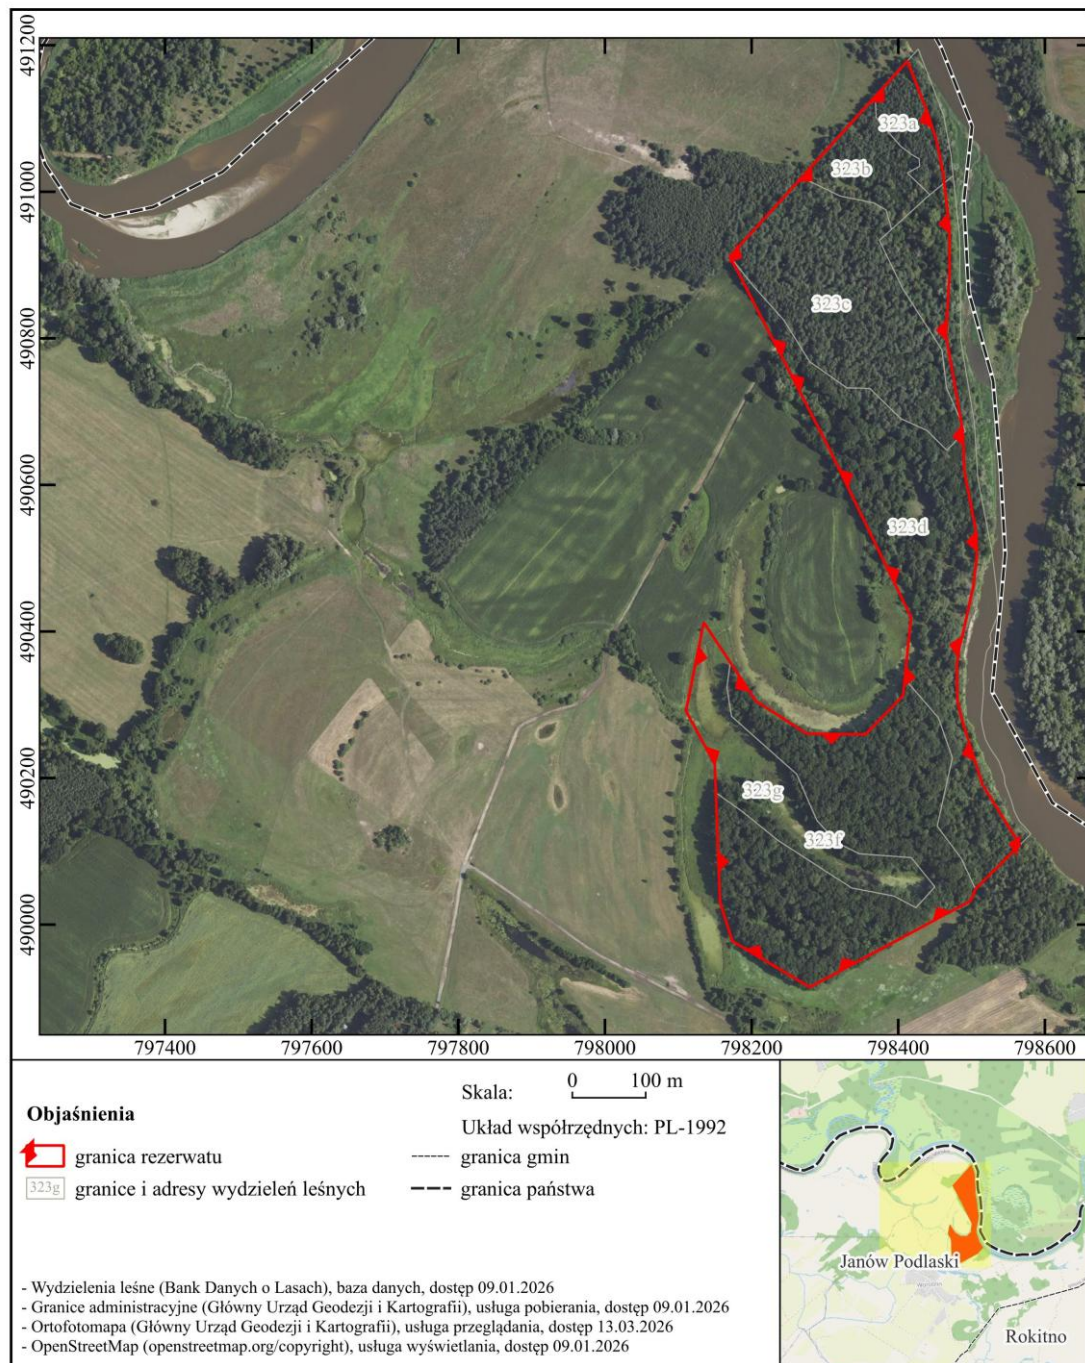 491200
491000
490800
490600
490400
490200
490000
323a
323b
323c
323d
323g
323f
797400
797600
797800
798000
798200
798400
798600
Objaśnienia
granica rezerwatu
323g
granice i adresy wydzieleń leśnych
Skala:
0
100 m
Układ współrzędnych: PL-1992
granica gmin
granica państwa
- Wydzielenia leśne (Bank Danych o Lasach), baza danych, dostęp 09.01.2026
- Granice administracyjne (Główny Urząd Geodezji i Kartografii), usługa pobierania, dostęp 09.01.2026
- Ortofotomapa (Główny Urząd Geodezji i Kartografii), usługa przeglądania, dostęp 13.03.2026
- OpenStreetMap (openstreetmap.org/copyright), usługa wyświetlania, dostęp 09.01.2026
Janów Podlaski
Rokitno